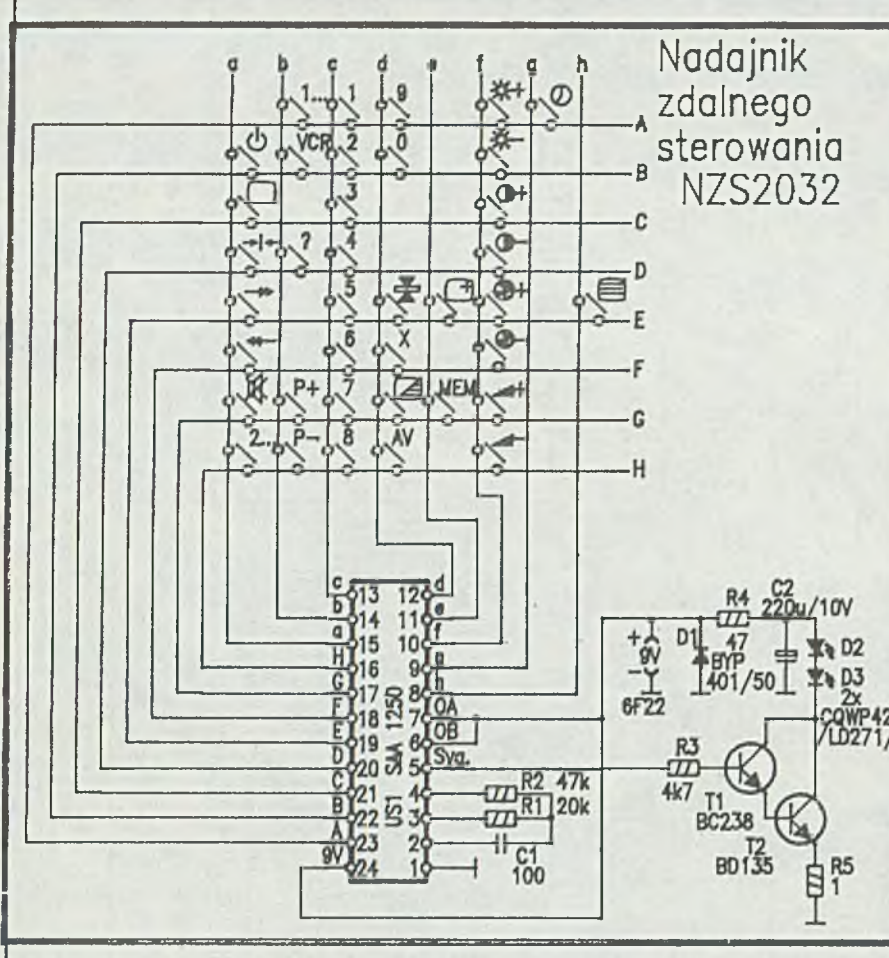 a b c d e f g h
Nadajnik
zdalnego
sterowania
NZS2032
1... 1 9 + A
VCR 2 0 - B
3 + C
? 4 - D
5 + + E
6 X - F
P+ 7 MEM + G
2... P- 8 AV - H
c 13 12 d
b 14 11 e
a 15 10 f
H 16 9 g
G 17 8 h
F 18 7 OA
E 19 6 OB
D 20 5 Syg.
C 21 4
B 22 3
A 23 2
9V 24 1
US1 SAA 1250
R2 47k
R1 20k
C1
100
+
9V
-
6F22
D1
BYP
401/50
R4
47
C2
220u/10V
D2
D3
2x
CQWP42
/LD271/
R3
4k7
T1
BC238
T2
BD135
R5
1